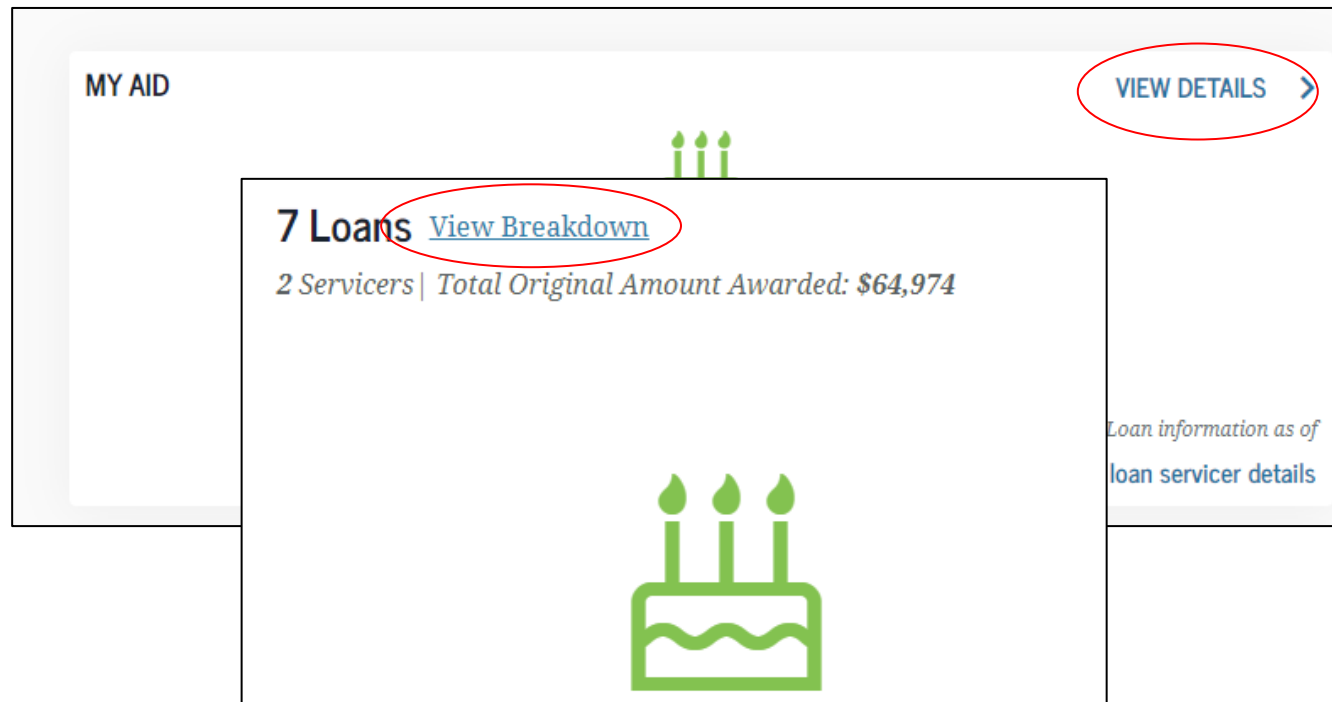 MY AID
VIEW DETAILS
7 Loans View Breakdown
2 Servicers| Total Original Amount Awarded: $64,974
Loan information as of
loan servicer details